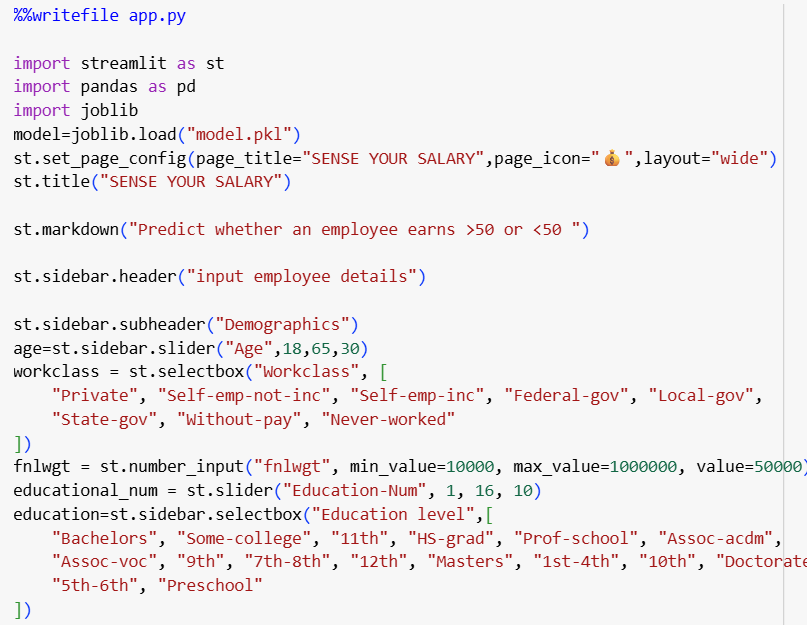 %%writefile app.py
import streamlit as st
import pandas as pd
import joblib
model=joblib.load("model.pkl")
st.set_page_config(page_title="SENSE YOUR SALARY",page_icon="💰",layout="wide")
st.title("SENSE YOUR SALARY")
st.markdown("Predict whether an employee earns >50 or <50 ")
st.sidebar.header("input employee details")
st.sidebar.subheader("Demographics")
age=st.sidebar.slider("Age",18,65,30)
workclass = st.selectbox("Workclass", [
    "Private", "Self-emp-not-inc", "Self-emp-inc", "Federal-gov", "Local-gov",
    "State-gov", "Without-pay", "Never-worked"
])
fnlwgt = st.number_input("fnlwgt", min_value=10000, max_value=1000000, value=50000)
educational_num = st.slider("Education-Num", 1, 16, 10)
education=st.sidebar.selectbox("Education level",[
    "Bachelors", "Some-college", "11th", "HS-grad", "Prof-school", "Assoc-acdm",
    "Assoc-voc", "9th", "7th-8th", "12th", "Masters", "1st-4th", "10th", "Doctorate
    "5th-6th", "Preschool"
])